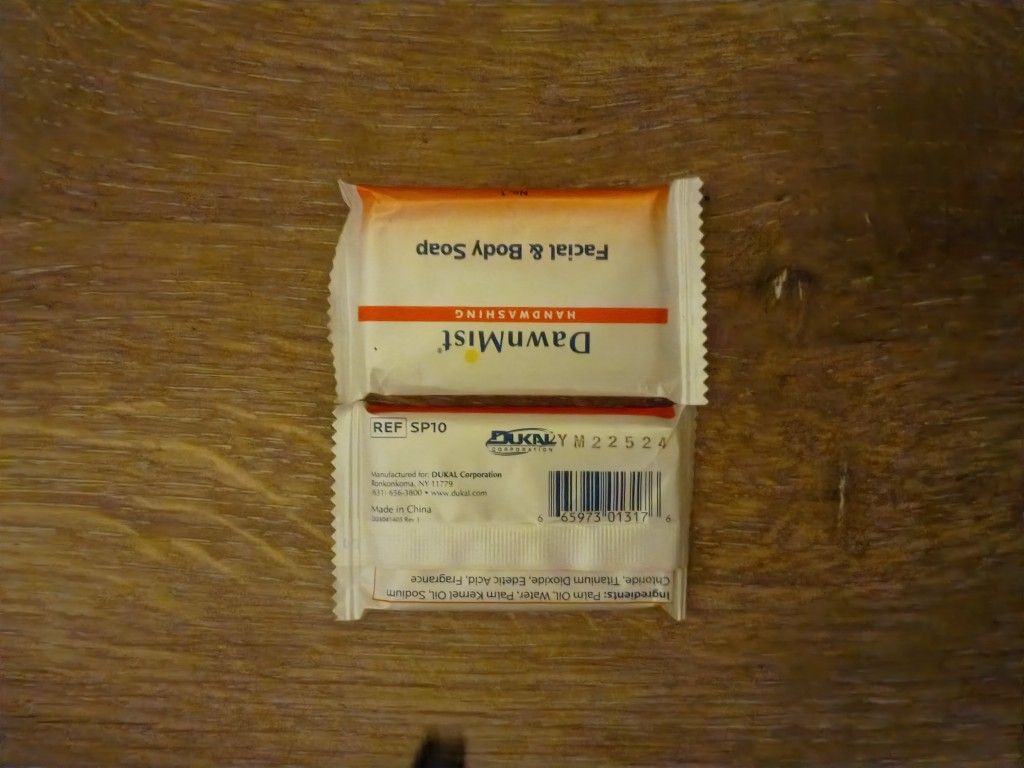 DawnMist®
HANDWASHING
Facial & Body Soap
REF SP10
DUKAL
CORPORATION
YM22524
Manufactured for: DUKAL Corporation
Ronkonkoma, NY 11779
(631) 656-3800 • www.dukal.com
Made in China
6 65973 01317 6
Ingredients: Palm Oil, Water, Palm Kernel Oil, Sodium
Chloride, Titanium Dioxide, Edetic Acid, Fragrance